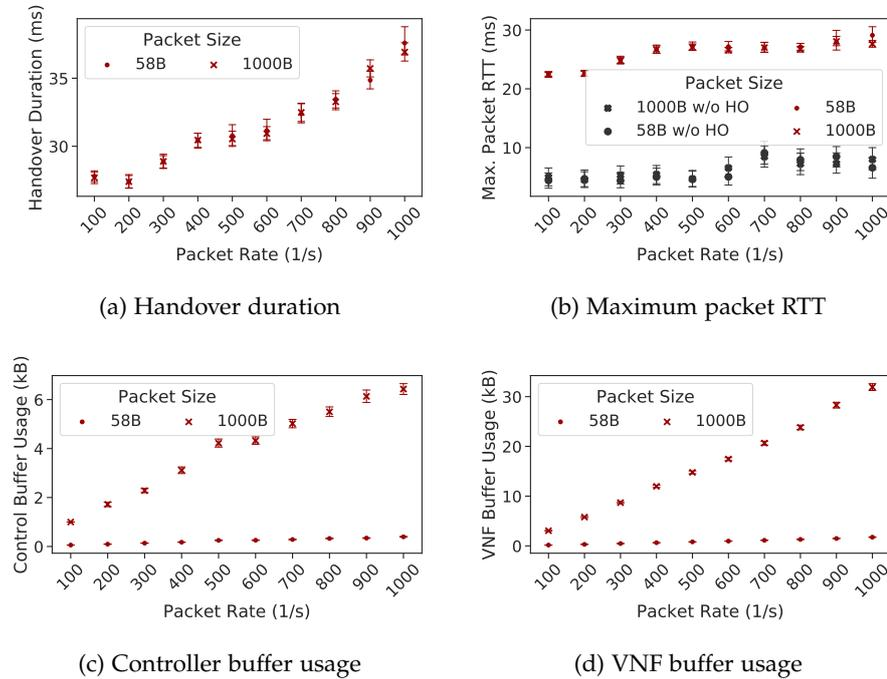 Handover Duration (ms)
35
30
Packet Size
58B 1000B
100 200 300 400 500 600 700 800 900 1000
Packet Rate (1/s)
(a) Handover duration
Max. Packet RTT (ms)
30
20
10
Packet Size
1000B w/o HO 58B
58B w/o HO 1000B
100 200 300 400 500 600 700 800 900 1000
Packet Rate (1/s)
(b) Maximum packet RTT
Control Buffer Usage (kB)
6
4
2
0
Packet Size
58B 1000B
100 200 300 400 500 600 700 800 900 1000
Packet Rate (1/s)
(c) Controller buffer usage
VNF Buffer Usage (kB)
30
20
10
0
Packet Size
58B 1000B
100 200 300 400 500 600 700 800 900 1000
Packet Rate (1/s)
(d) VNF buffer usage